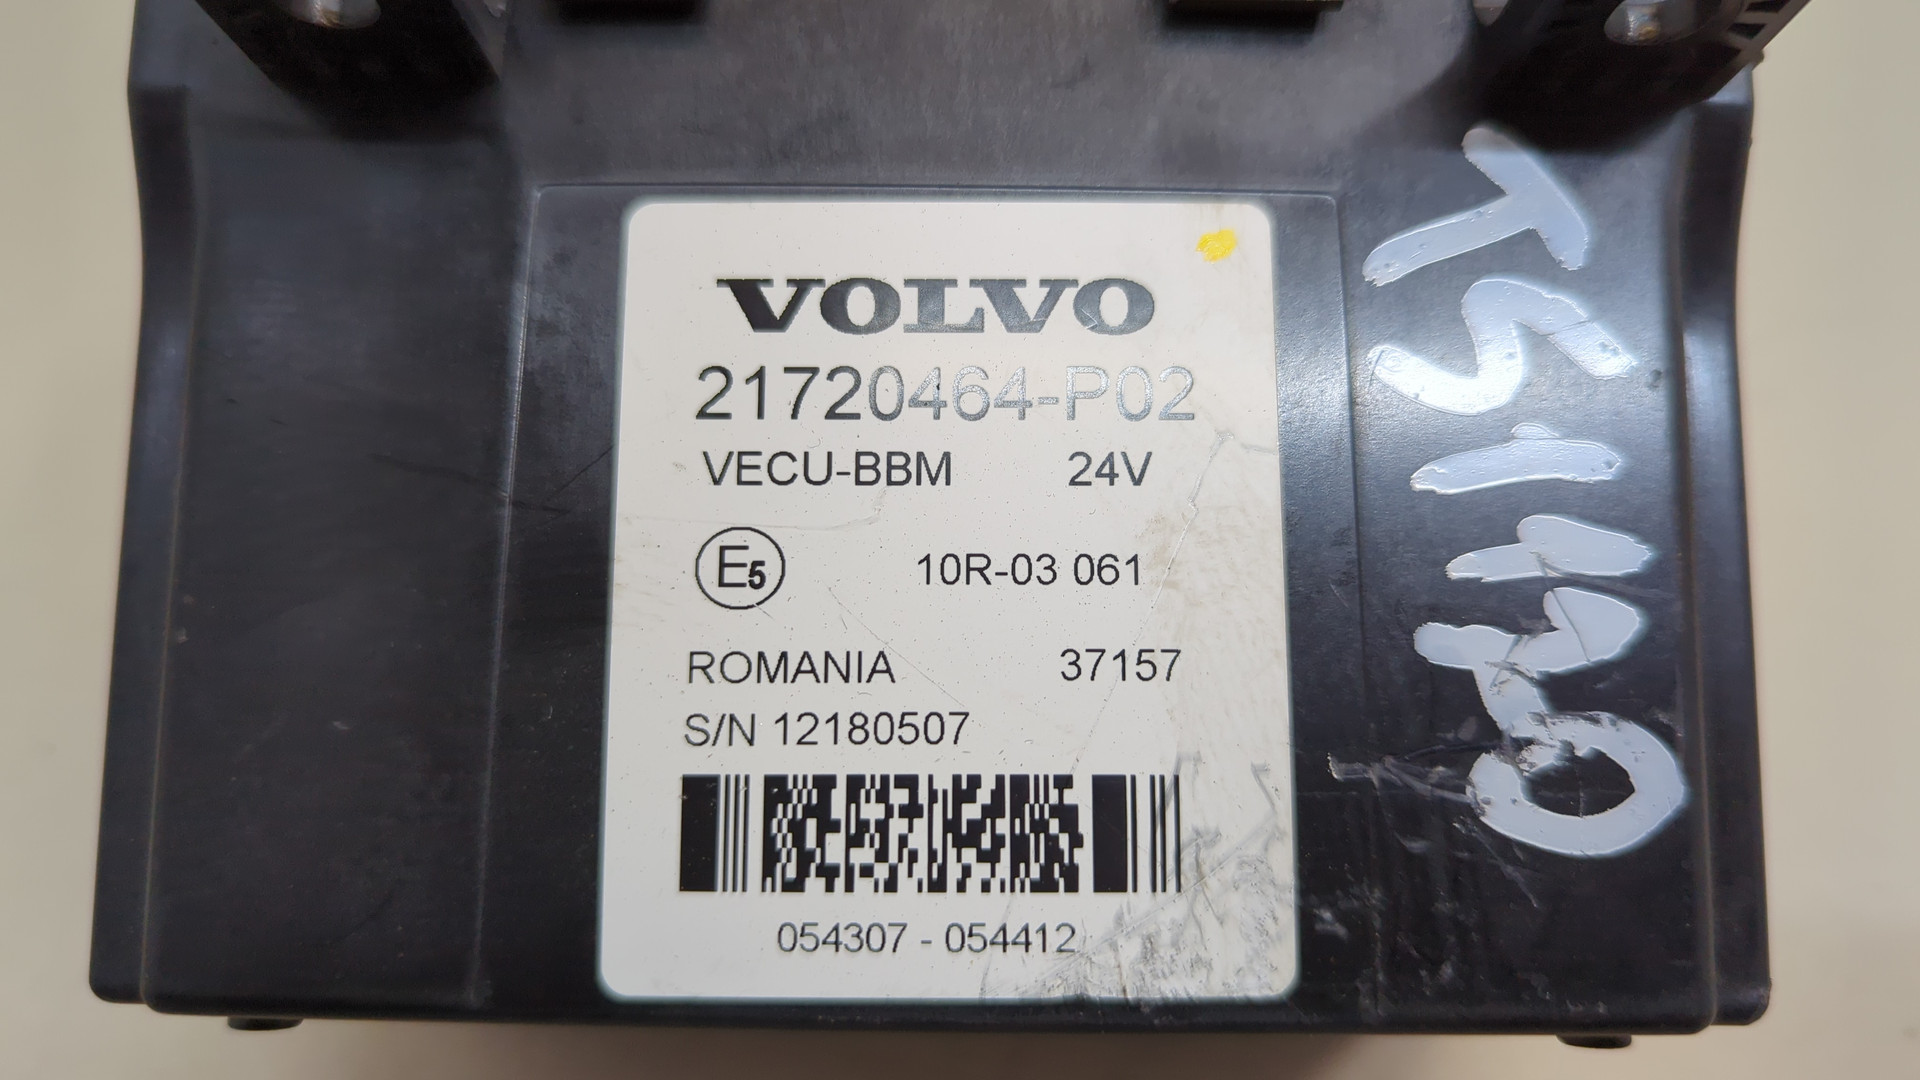 VOLVO
21720464-P02
VECU-BBM 24V
E5 10R-03 061
ROMANIA 37157
S/N 12180507
054307 - 054412